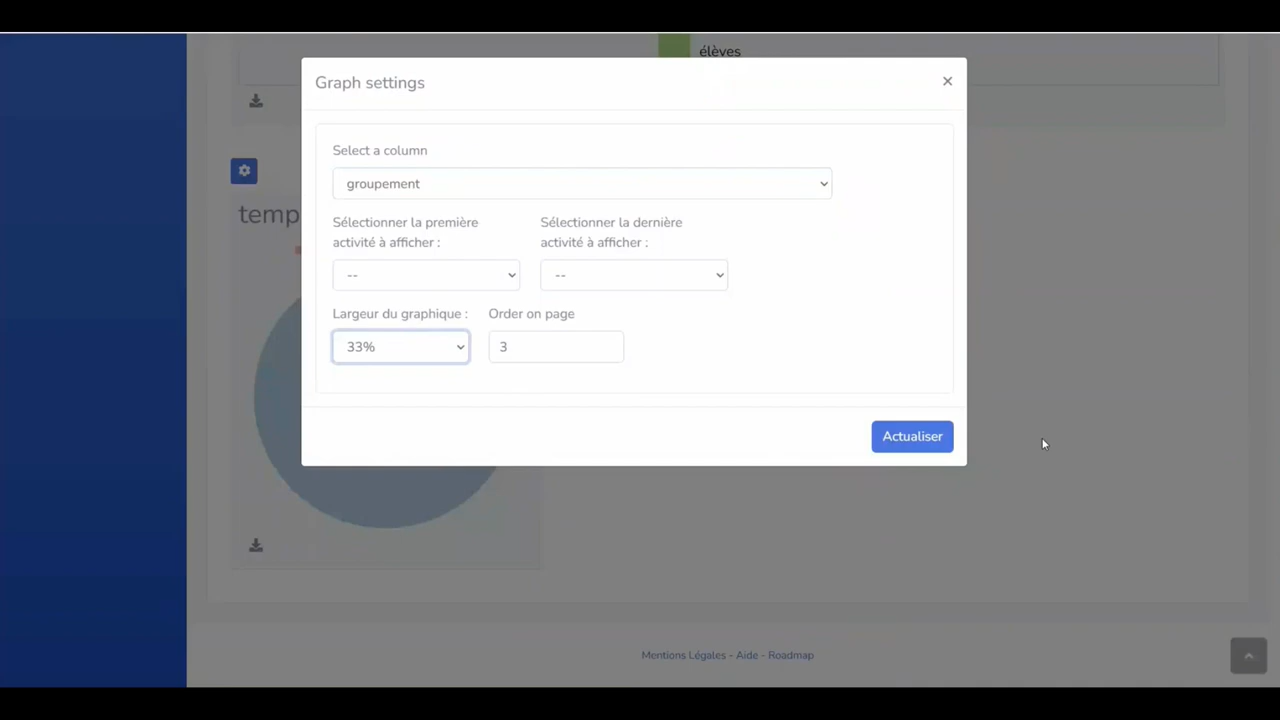 élèves
Graph settings
Select a column
groupement
temp
Sélectionner la première
activité à afficher :
Sélectionner la dernière
activité à afficher :
--
--
Largeur du graphique :
Order on page
33%
3
Actualiser
Mentions Légales - Aide - Roadmap